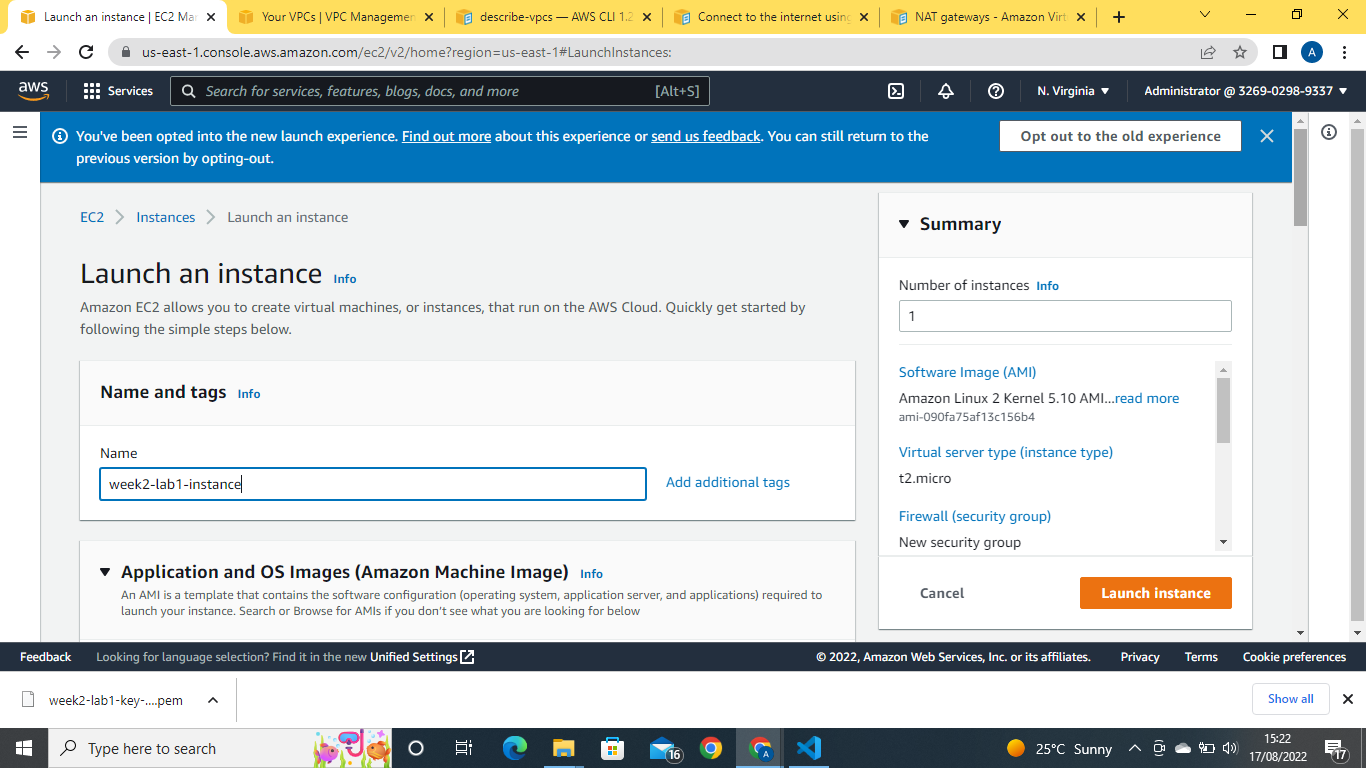 Launch an instance | EC2 Ma
Your VPCs | VPC Managemen
describe-vpcs — AWS CLI 1.2
Connect to the internet using
NAT gateways - Amazon Virt
us-east-1.console.aws.amazon.com/ec2/v2/home?region=us-east-1#LaunchInstances:
A
aws
Services
Search for services, features, blogs, docs, and more
[Alt+S]
N. Virginia
Administrator @ 3269-0298-9337
You've been opted into the new launch experience. Find out more about this experience or send us feedback. You can still return to the
previous version by opting-out.
Opt out to the old experience
EC2
Instances
Launch an instance
Launch an instance Info
Amazon EC2 allows you to create virtual machines, or instances, that run on the AWS Cloud. Quickly get started by
following the simple steps below.
Name and tags Info
Name
week2-lab1-instance
Add additional tags
Application and OS Images (Amazon Machine Image) Info
An AMI is a template that contains the software configuration (operating system, application server, and applications) required to
launch your instance. Search or Browse for AMIs if you don't see what you are looking for below
Summary
Number of instances Info
1
Software Image (AMI)
Amazon Linux 2 Kernel 5.10 AMI...read more
ami-090fa75af13c156b4
Virtual server type (instance type)
t2.micro
Firewall (security group)
New security group
Cancel
Launch instance
Feedback
Looking for language selection? Find it in the new Unified Settings
© 2022, Amazon Web Services, Inc. or its affiliates.
Privacy
Terms
Cookie preferences
week2-lab1-key-....pem
Show all
Type here to search
16
A
25°C Sunny
15:22
17/08/2022
17